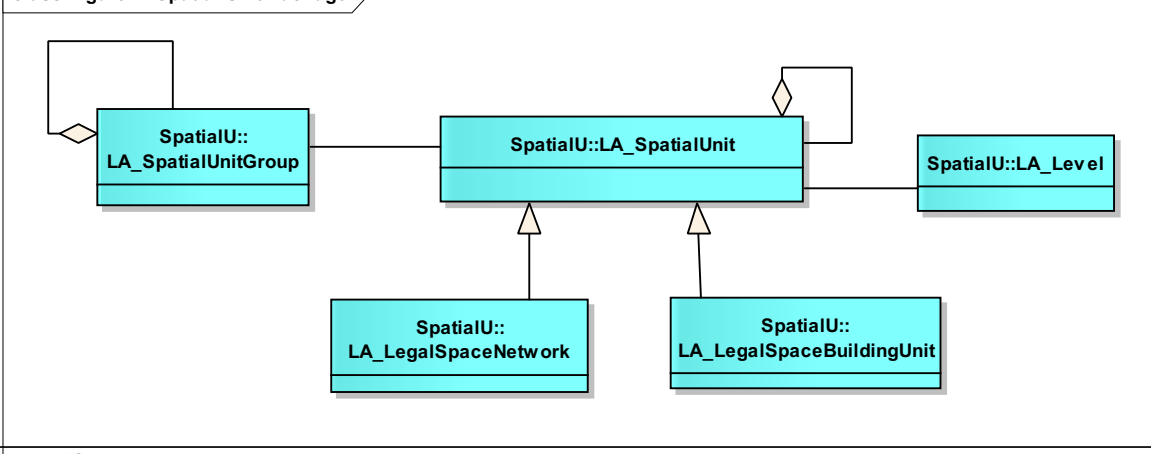 SpatialU::
LA_SpatialUnitGroup
SpatialU::LA_SpatialUnit
SpatialU::LA_Level
SpatialU::
LA_LegalSpaceNetwork
SpatialU::
LA_LegalSpaceBuildingUnit